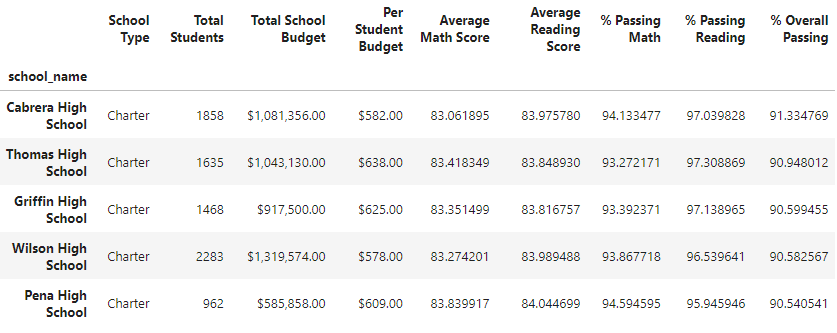 School Type Total Students Total School Budget Per Student Budget Average Math Score Average Reading Score % Passing Math % Passing Reading % Overall Passing
school_name
Cabrera High School Charter 1858 $1,081,356.00 $582.00 83.061895 83.975780 94.133477 97.039828 91.334769
Thomas High School Charter 1635 $1,043,130.00 $638.00 83.418349 83.848930 93.272171 97.308869 90.948012
Griffin High School Charter 1468 $917,500.00 $625.00 83.351499 83.816757 93.392371 97.138965 90.599455
Wilson High School Charter 2283 $1,319,574.00 $578.00 83.274201 83.989488 93.867718 96.539641 90.582567
Pena High School Charter 962 $585,858.00 $609.00 83.839917 84.044699 94.594595 95.945946 90.540541